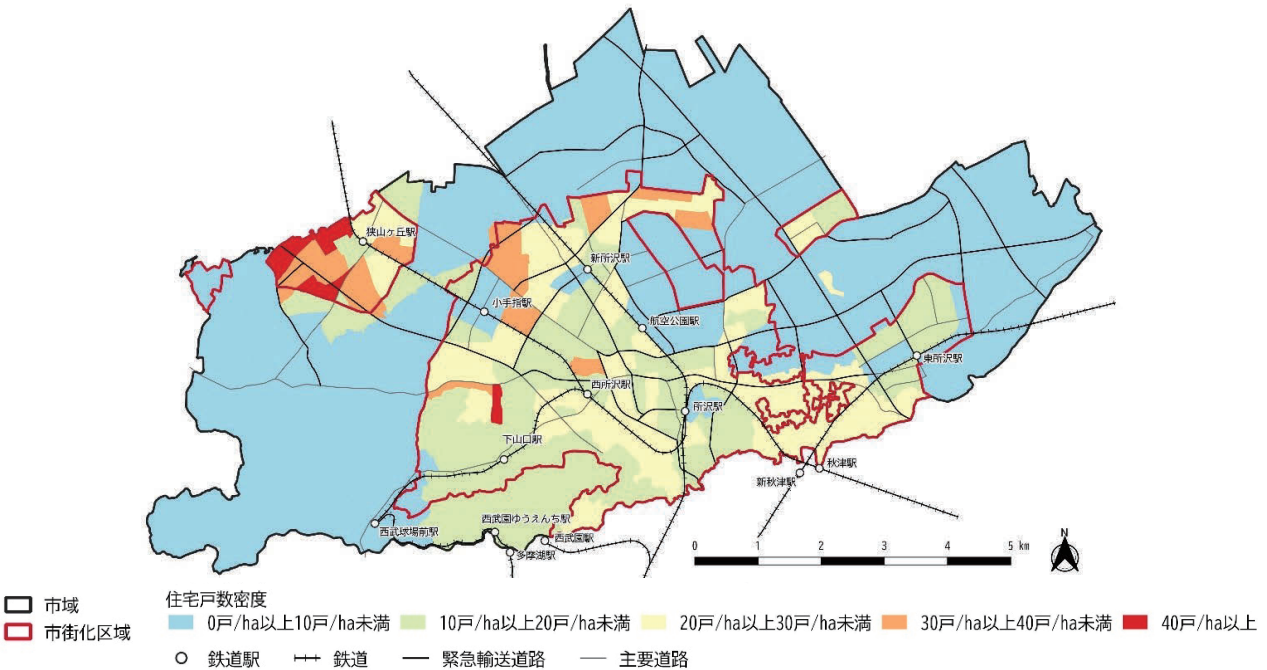 狭山ヶ丘駅
新所沢駅
小手指駅
航空公園駅
東所沢駅
西所沢駅
所沢駅
下山口駅
秋津駅
新秋津駅
西武園ゆうえんち駅
西武球場前駅
西武園駅
多摩湖駅
N
0 1 2 3 4 5 km
市域
市街化区域
住宅戸数密度
0戸/ha以上10戸/ha未満 10戸/ha以上20戸/ha未満 20戸/ha以上30戸/ha未満 30戸/ha以上40戸/ha未満 40戸/ha以上
鉄道駅 鉄道 緊急輸送道路 主要道路